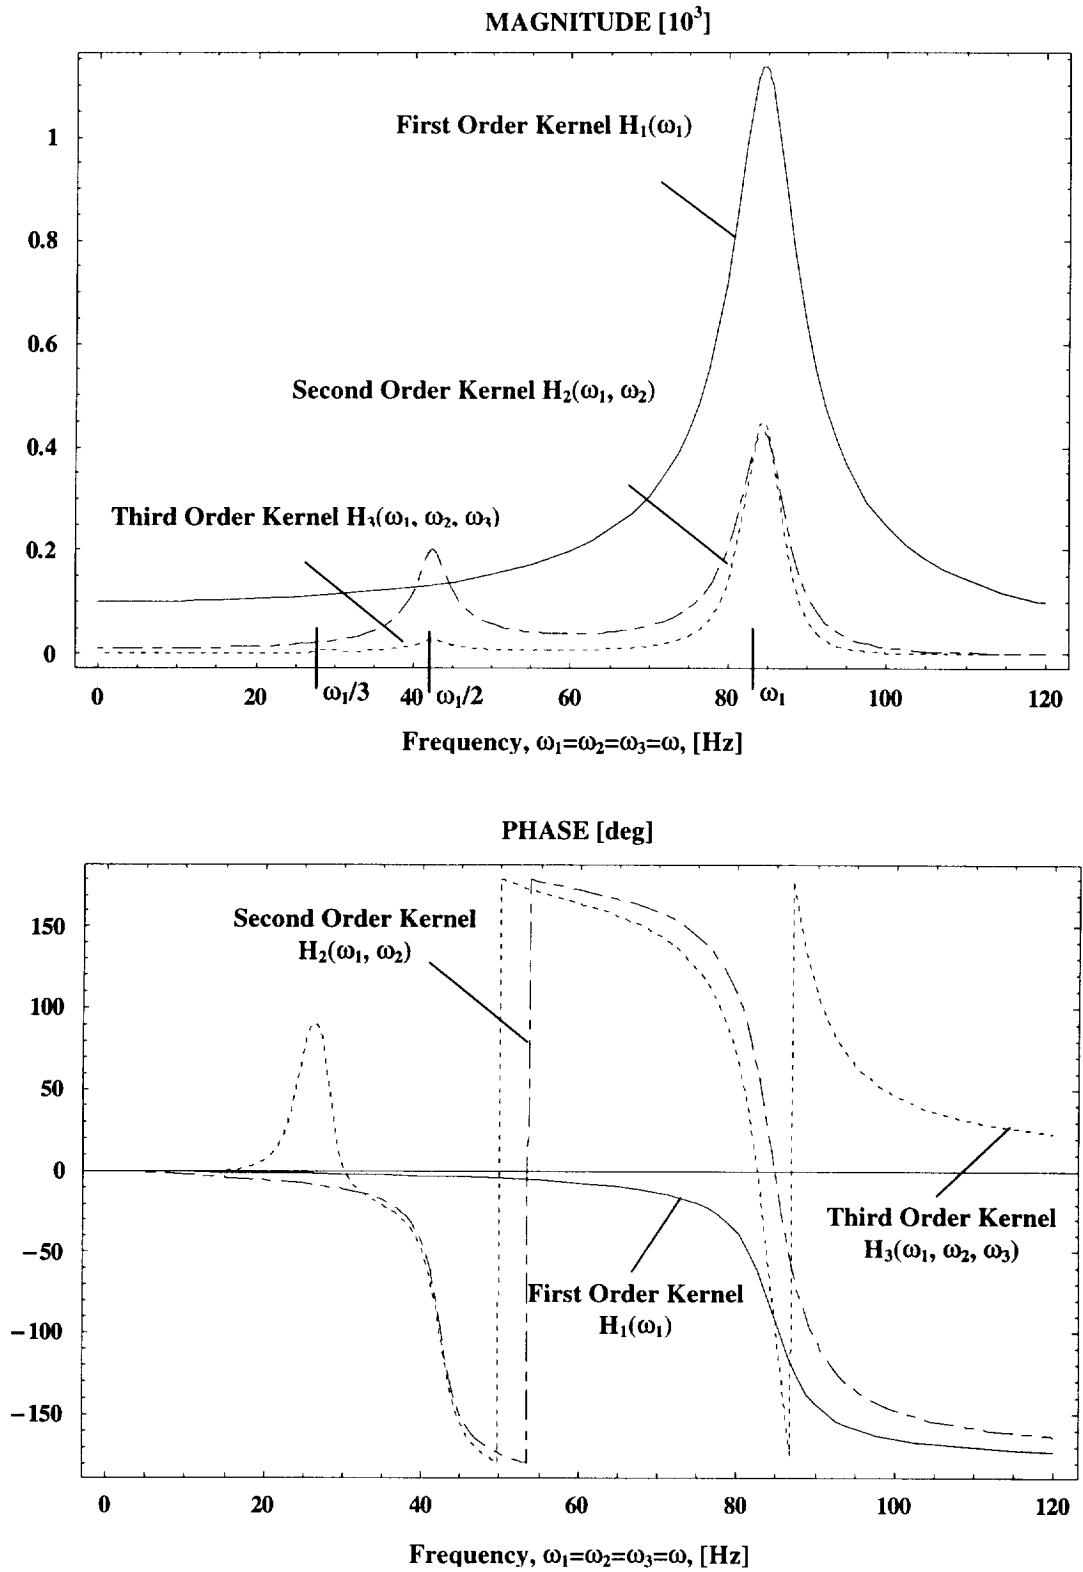 MAGNITUDE [10³]
First Order Kernel H₁(ω₁)
1
0.8
0.6
Second Order Kernel H₂(ω₁, ω₂)
0.4
Third Order Kernel H₃(ω₁, ω₂, ω₃)
0.2
0
0 20 ω₁/3 40 ω₁/2 60 80 ω₁ 100 120
Frequency, ω₁=ω₂=ω₃=ω, [Hz]
PHASE [deg]
150
Second Order Kernel
H₂(ω₁, ω₂)
100
50
0
Third Order Kernel
H₃(ω₁, ω₂, ω₃)
−50
First Order Kernel
H₁(ω₁)
−100
−150
0 20 40 60 80 100 120
Frequency, ω₁=ω₂=ω₃=ω, [Hz]